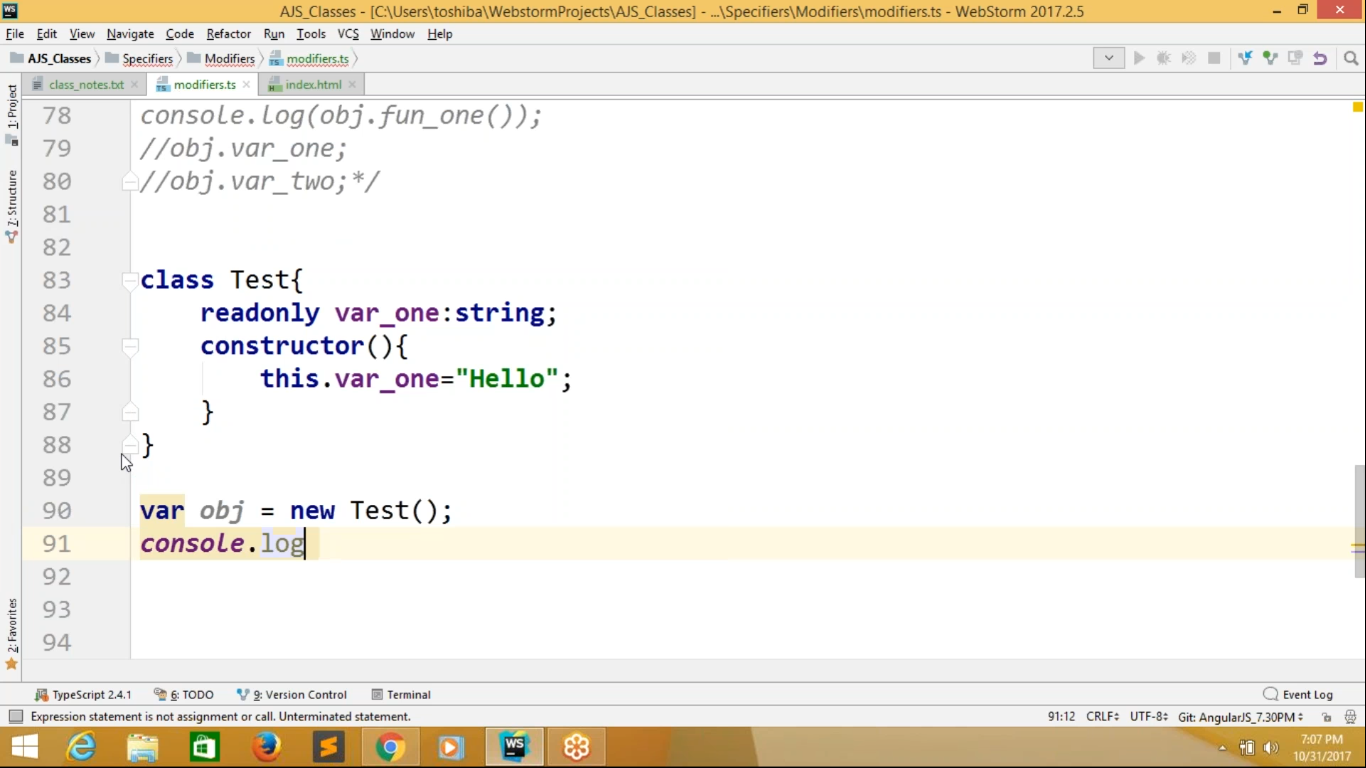 AJS_Classes - [C:\Users\toshiba\WebstormProjects\AJS_Classes] - ...\Specifiers\Modifiers\modifiers.ts - WebStorm 2017.2.5
File Edit View Navigate Code Refactor Run Tools VCS Window Help
AJS_Classes Specifiers Modifiers modifiers.ts
class_notes.txt modifiers.ts index.html
1: Project
7: Structure
2: Favorites
78 console.log(obj.fun_one());
79 //obj.var_one;
80 //obj.var_two;*/
81
82
83 class Test{
84 readonly var_one:string;
85 constructor(){
86 this.var_one="Hello";
87 }
88 }
89
90 var obj = new Test();
91 console.log
92
93
94
TypeScript 2.4.1 6: TODO 9: Version Control Terminal Event Log
Expression statement is not assignment or call. Unterminated statement. 91:12 CRLF UTF-8 Git: AngularJS_7.30PM
7:07 PM
10/31/2017